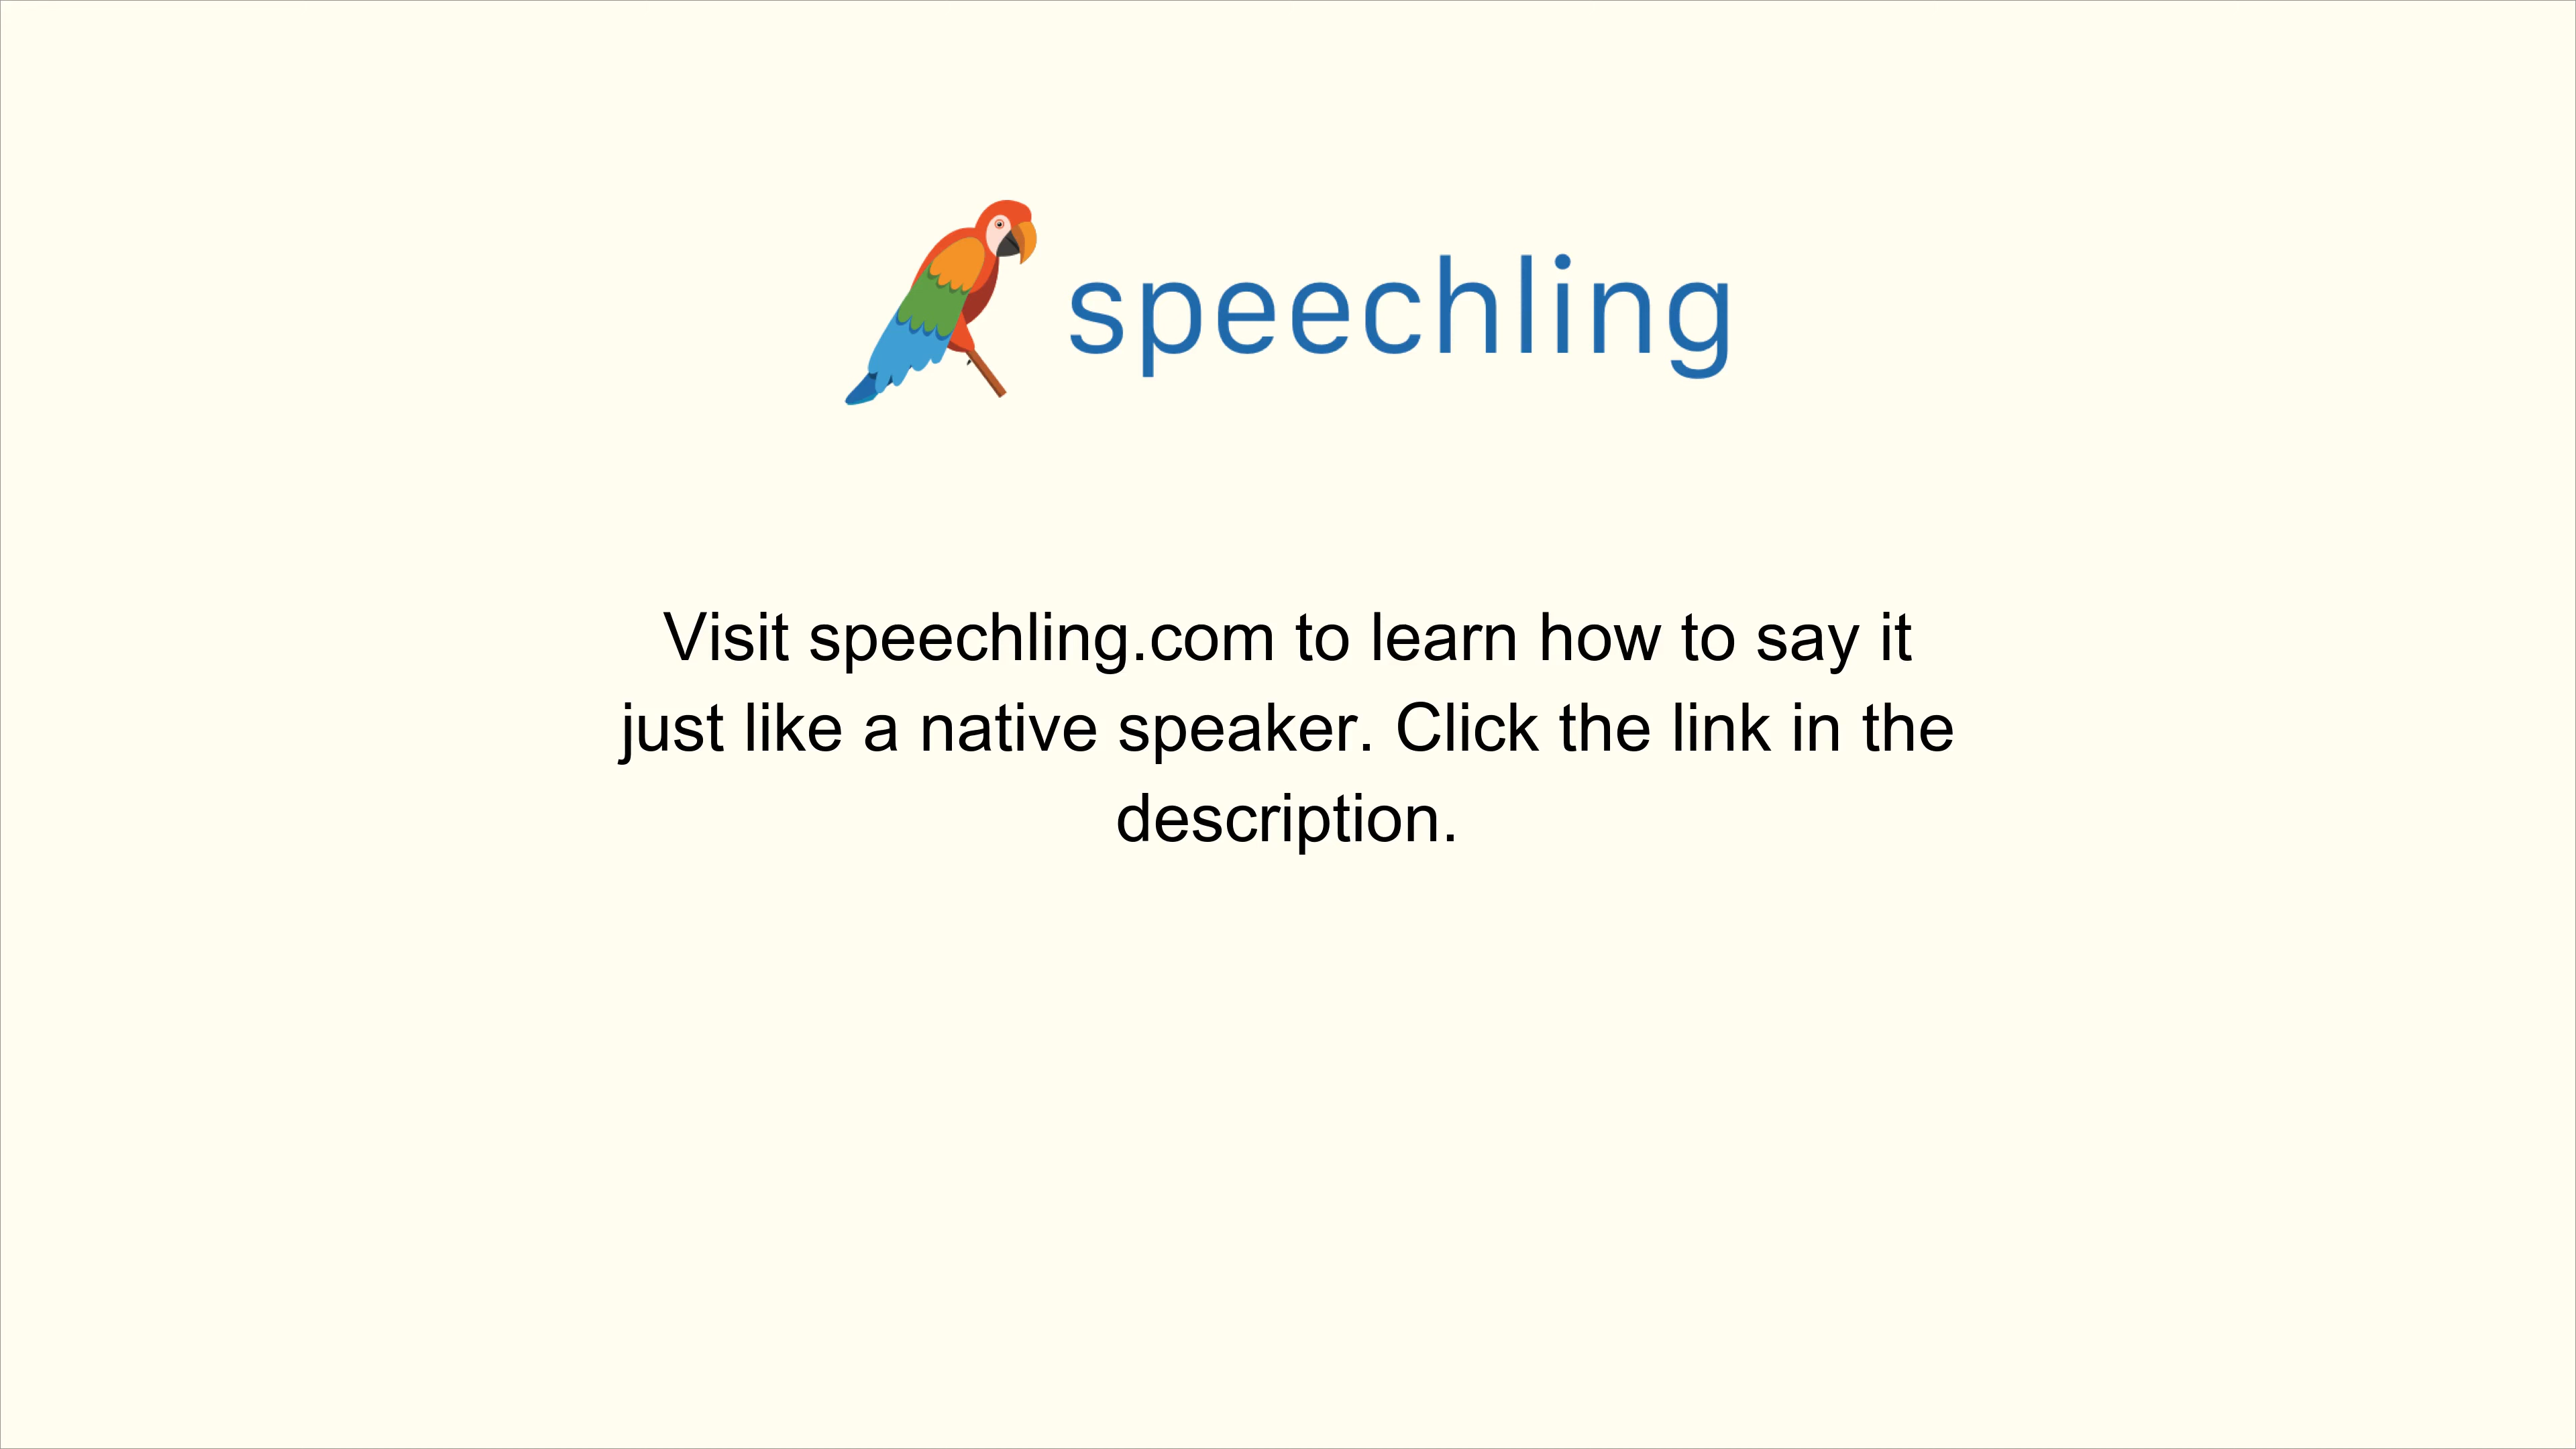 speechling
Visit speechling.com to learn how to say it
just like a native speaker. Click the link in the
description.